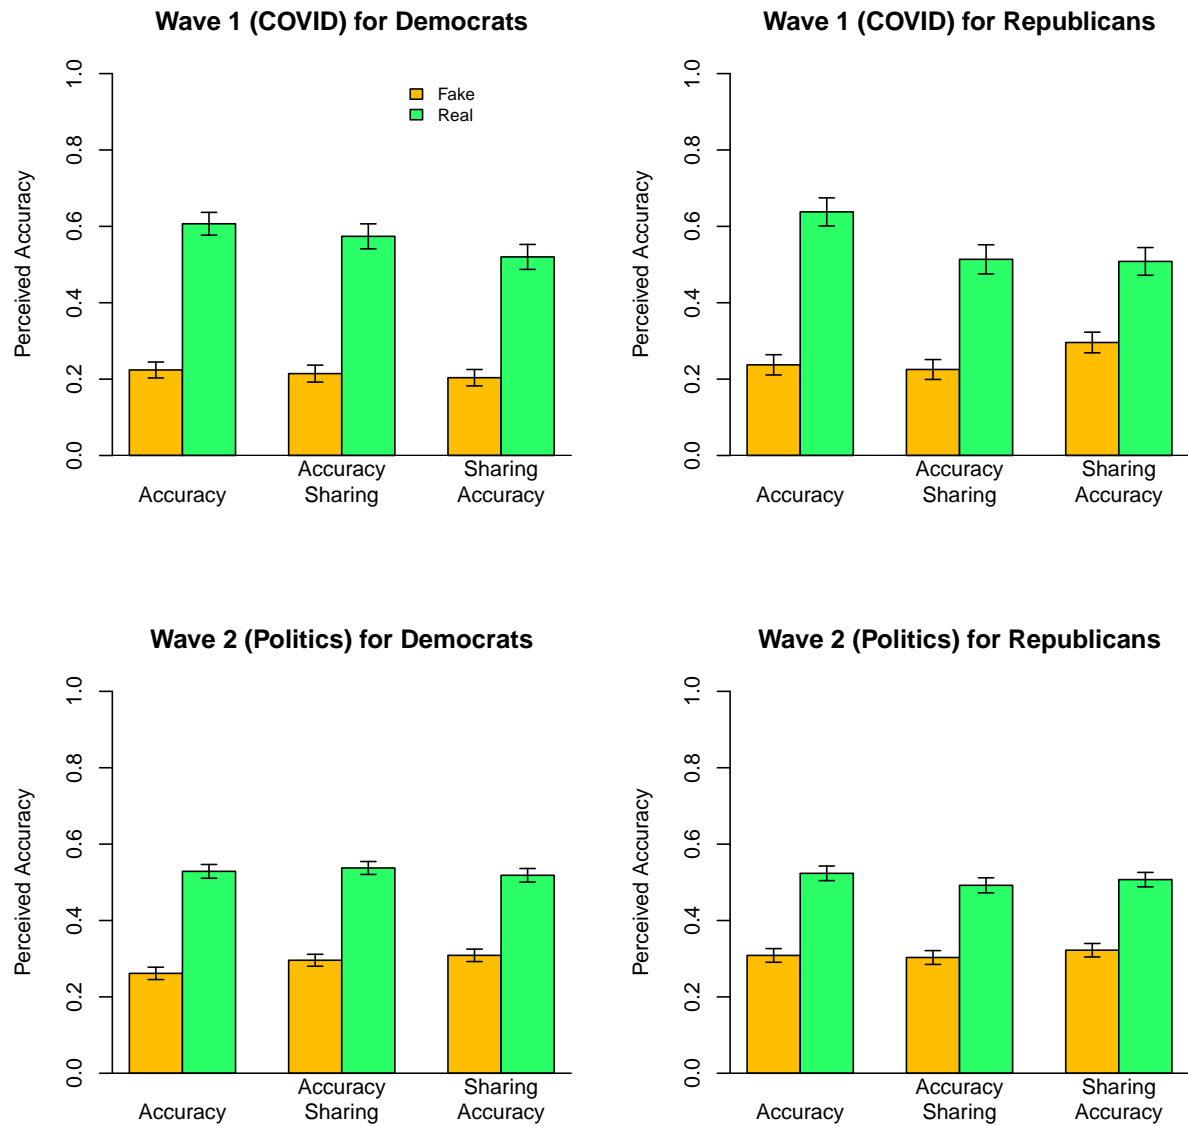 Wave 1 (COVID) for Democrats
Perceived Accuracy
1.0
0.8
0.6
0.4
0.2
0.0
Fake
Real
Accuracy
Accuracy
Sharing
Sharing
Accuracy
Wave 1 (COVID) for Republicans
Perceived Accuracy
1.0
0.8
0.6
0.4
0.2
0.0
Accuracy
Accuracy
Sharing
Sharing
Accuracy
Wave 2 (Politics) for Democrats
Perceived Accuracy
1.0
0.8
0.6
0.4
0.2
0.0
Accuracy
Accuracy
Sharing
Sharing
Accuracy
Wave 2 (Politics) for Republicans
Perceived Accuracy
1.0
0.8
0.6
0.4
0.2
0.0
Accuracy
Accuracy
Sharing
Sharing
Accuracy